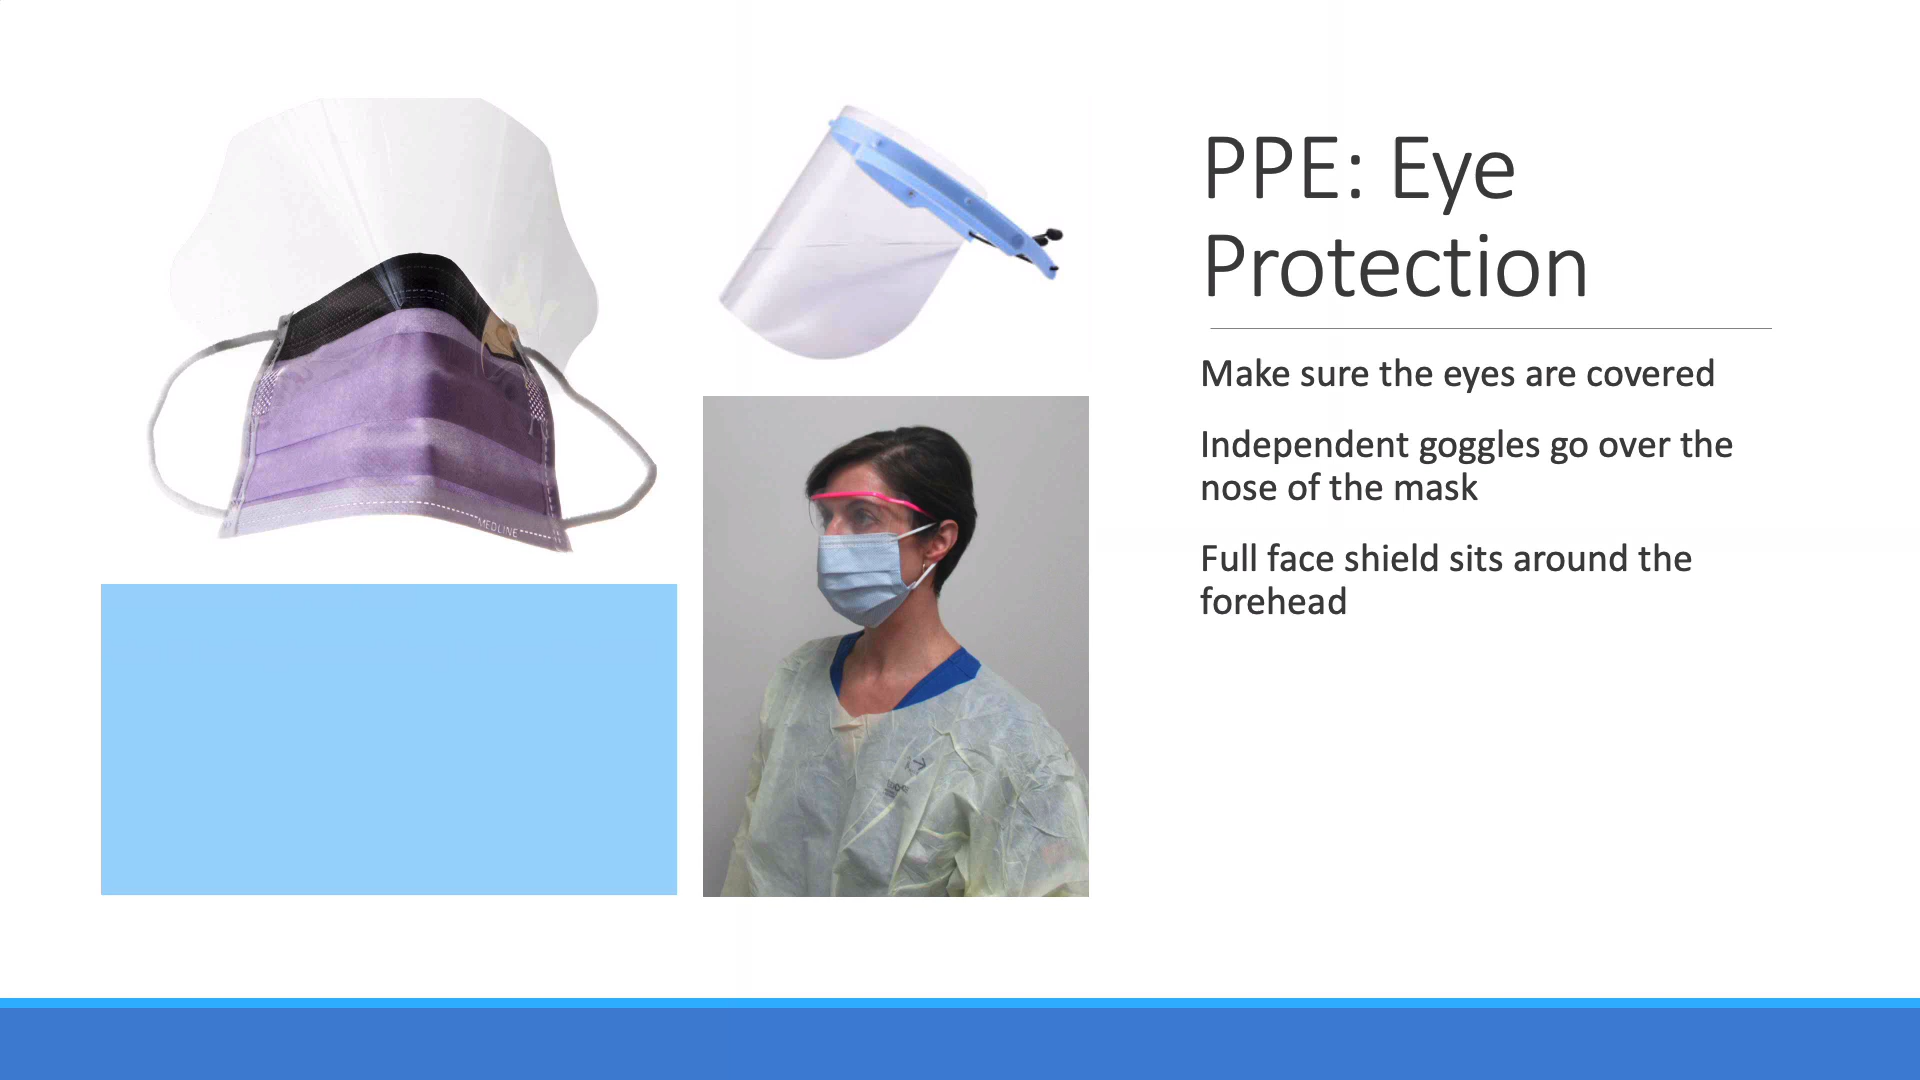 PPE: Eye
Protection
Make sure the eyes are covered
Independent goggles go over the
nose of the mask
Full face shield sits around the
forehead
MEDLINE